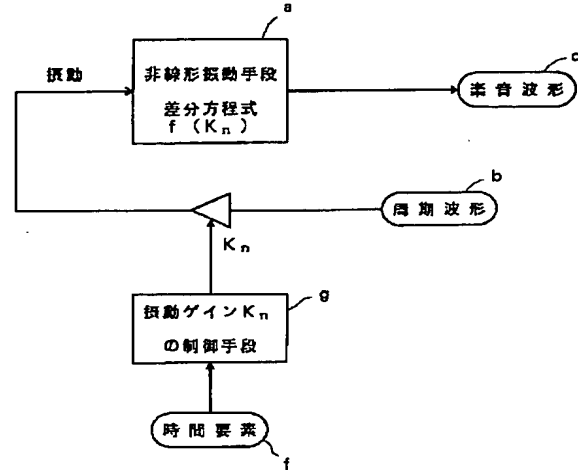 a
振動
非線形振動手段
差分方程式
f (Kn)
c
楽音波形
b
周期波形
Kn
g
振動ゲインKn
の制御手段
時間要素
f